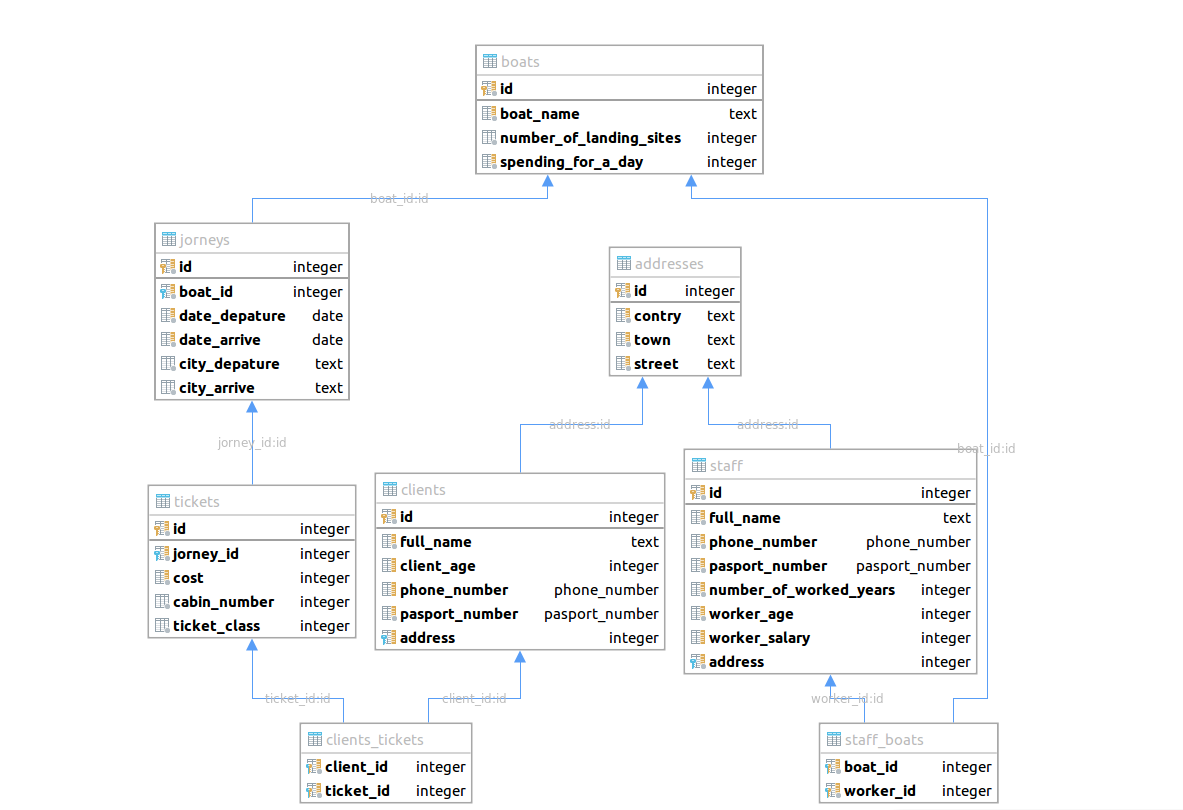 boats
id integer
boat_name text
number_of_landing_sites integer
spending_for_a_day integer
boat_id:id
jorneys
id integer
boat_id integer
date_depature date
date_arrive date
city_depature text
city_arrive text
addresses
id integer
contry text
town text
street text
jorney_id:id
address:id
address:id
boat_id:id
tickets
id integer
jorney_id integer
cost integer
cabin_number integer
ticket_class integer
clients
id integer
full_name text
client_age integer
phone_number phone_number
pasport_number pasport_number
address integer
staff
id integer
full_name text
phone_number phone_number
pasport_number pasport_number
number_of_worked_years integer
worker_age integer
worker_salary integer
address integer
ticket_id:id
client_id:id
worker_id:id
clients_tickets
client_id integer
ticket_id integer
staff_boats
boat_id integer
worker_id integer